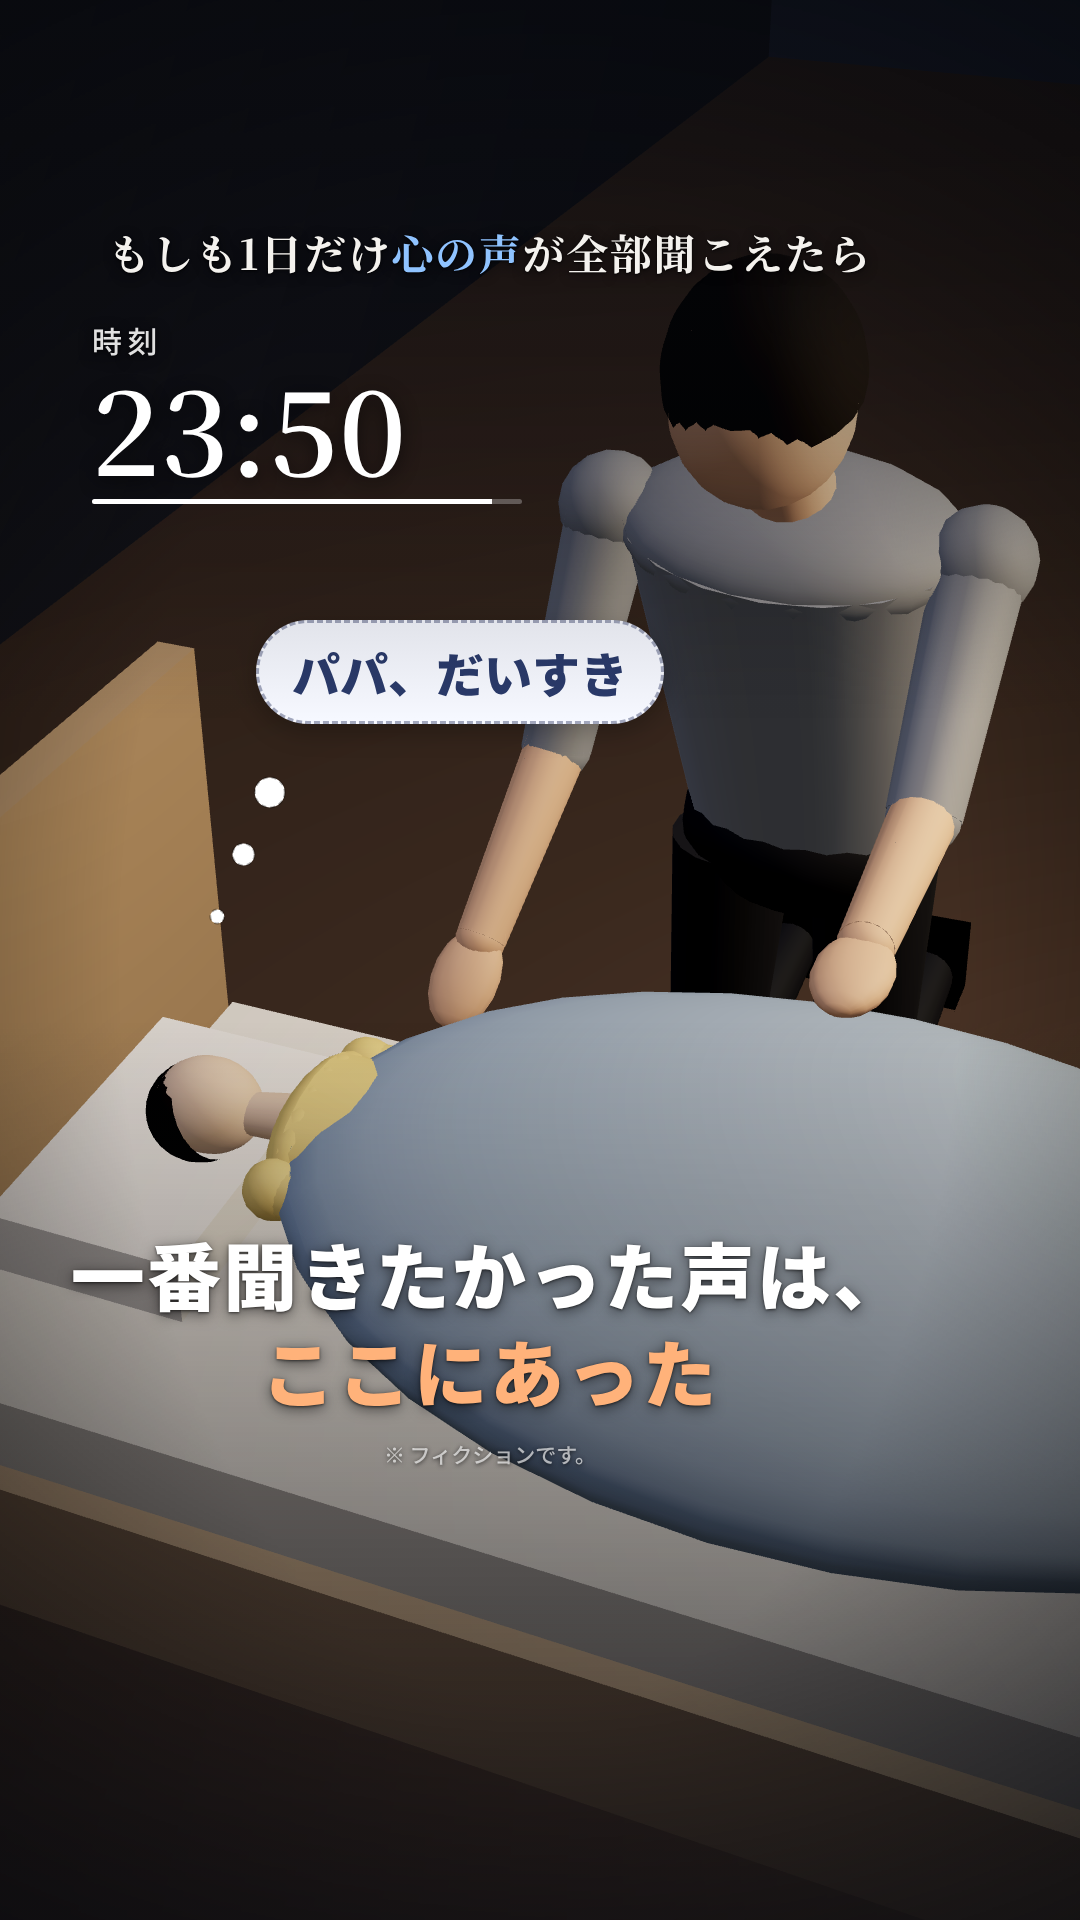 もしも1日だけ心の声が全部聞こえたら
時刻
23:50
パパ、だいすき
一番聞きたかった声は、
ここにあった
※ フィクションです。